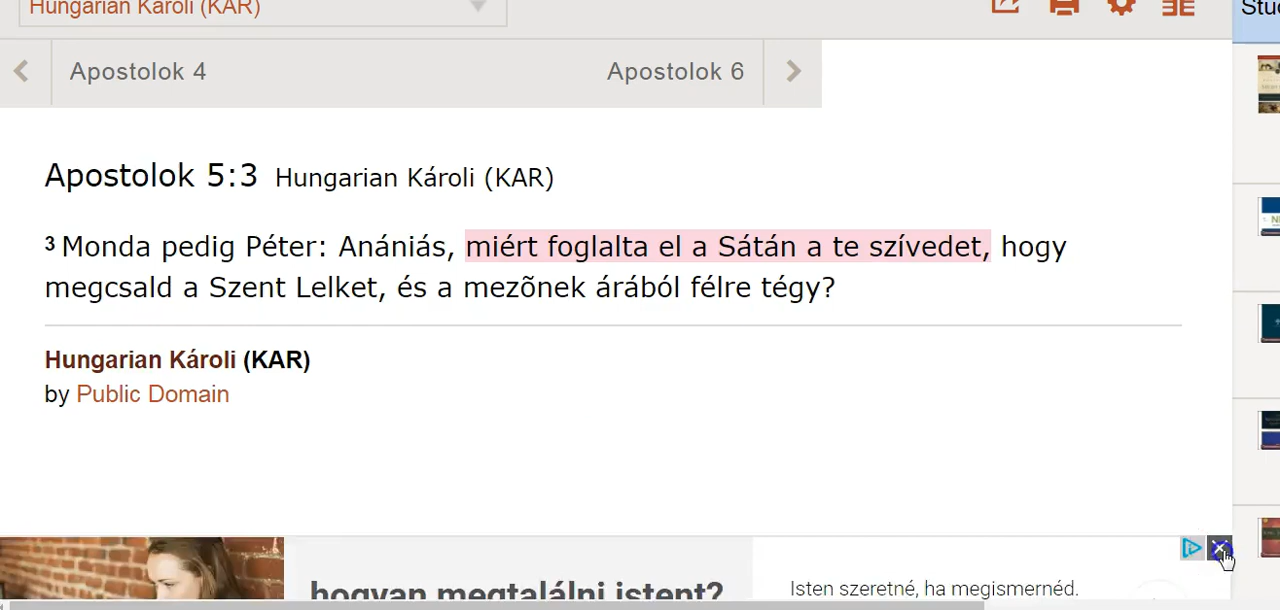 Hungarian Károli (KAR)
Stu
Apostolok 4
Apostolok 6
Apostolok 5:3 Hungarian Károli (KAR)
3 Monda pedig Péter: Anániás, miért foglalta el a Sátán a te szívedet, hogy
megcsald a Szent Lelket, és a mezõnek árából félre tégy?
Hungarian Károli (KAR)
by Public Domain
hogyan megtalálni istent?
Isten szeretné, ha megismernéd.